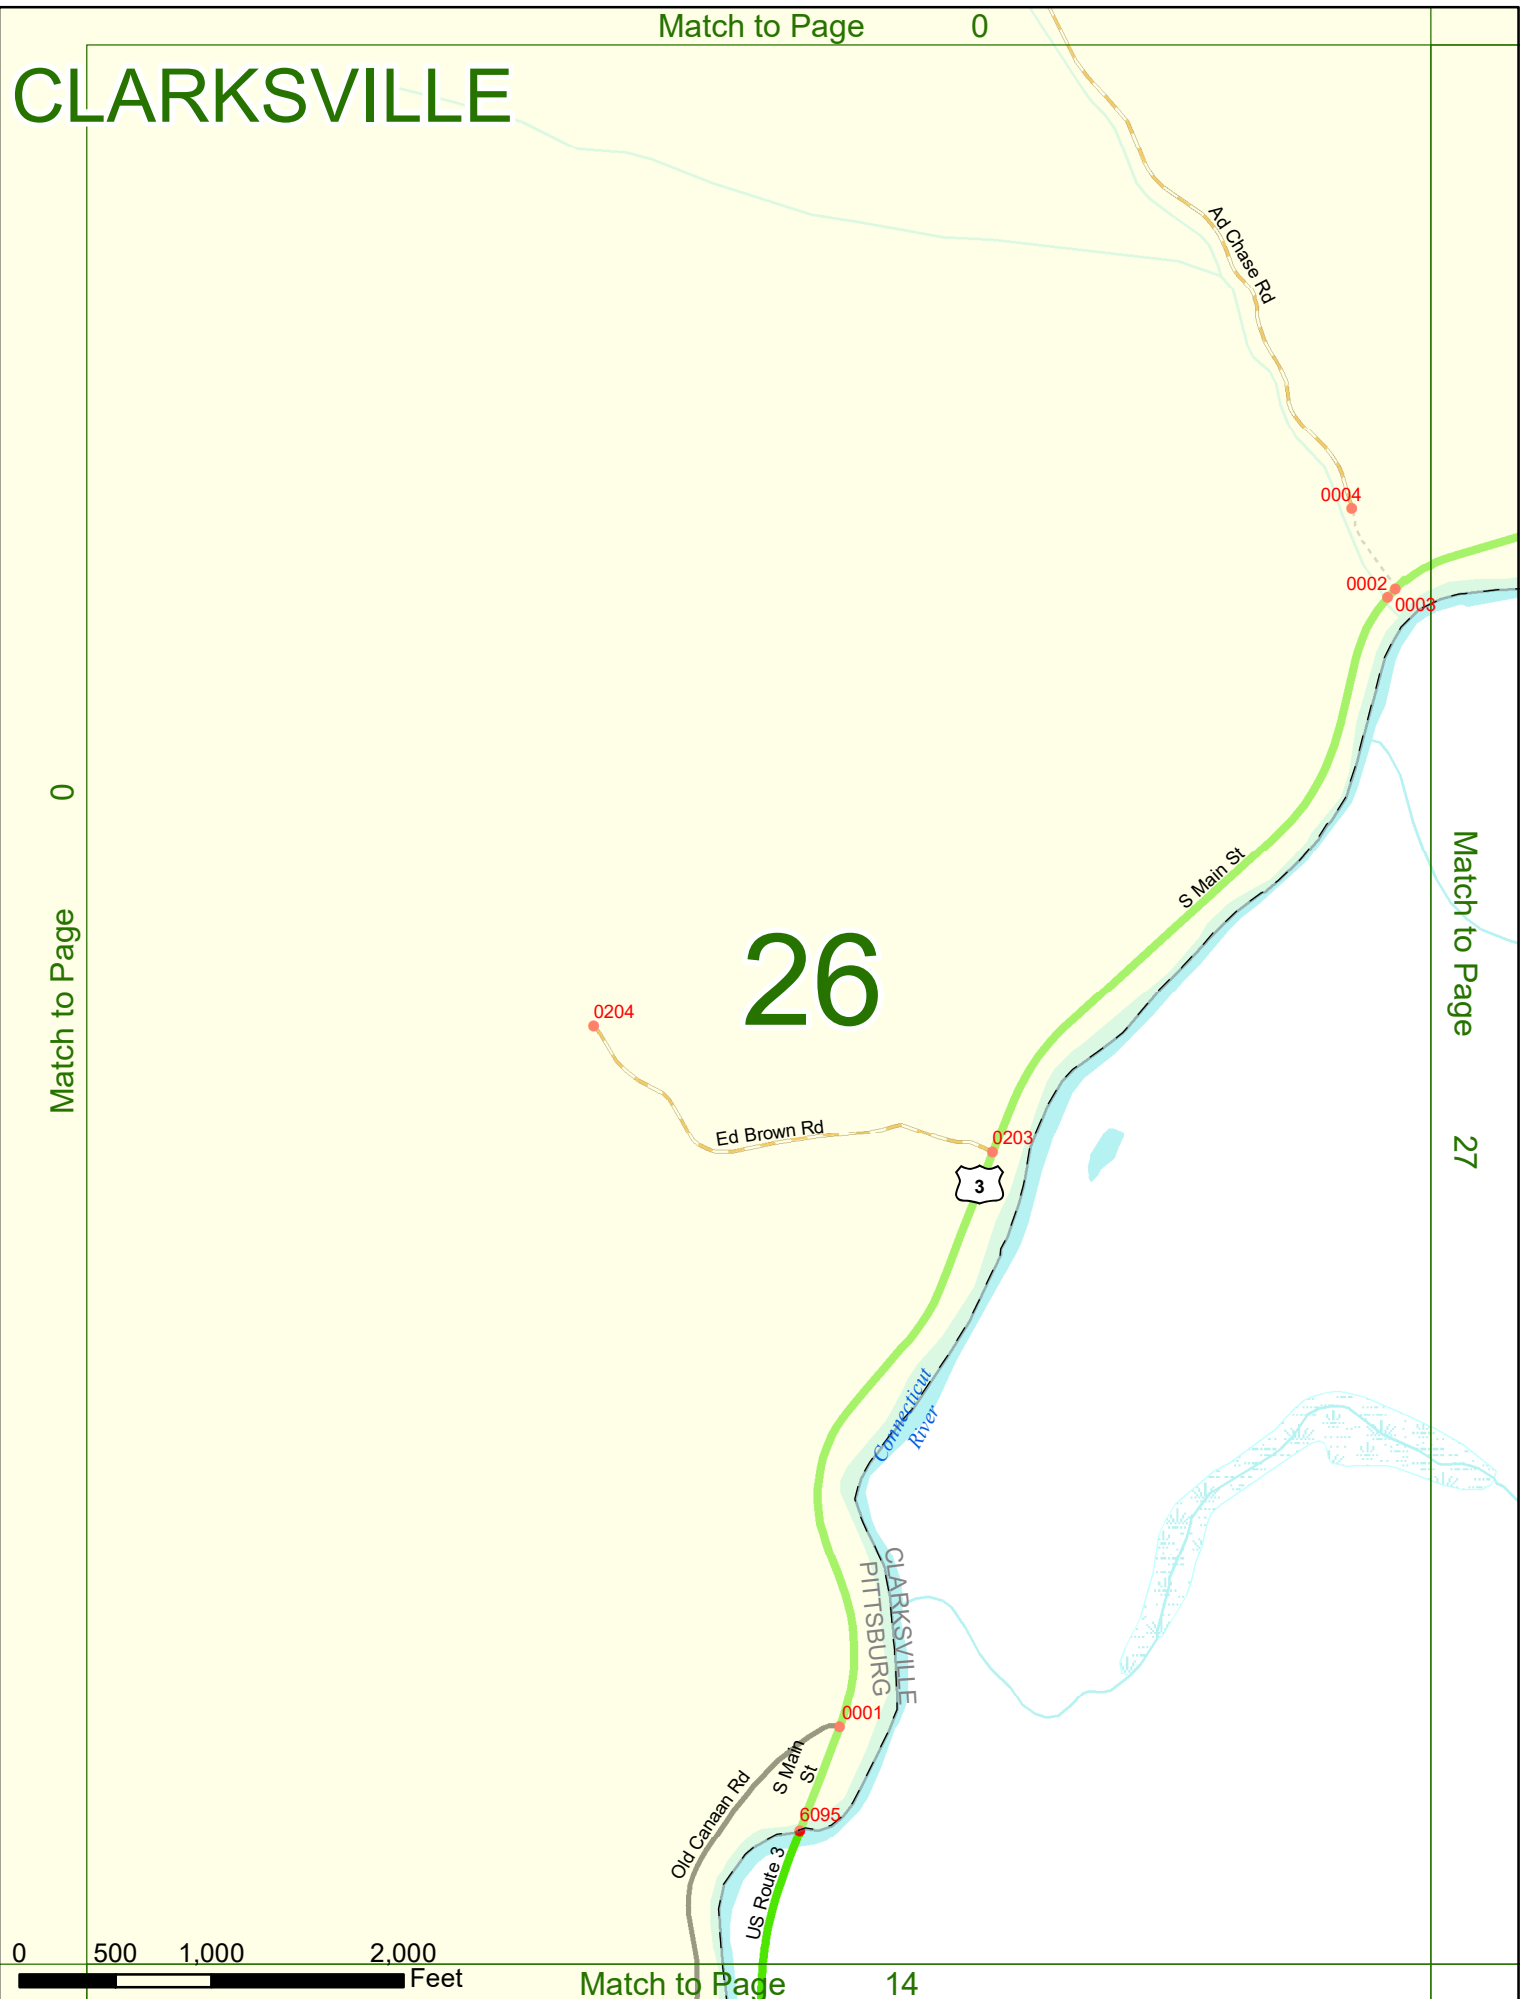 Match to Page 0
CLARKSVILLE
Ad Chase Rd
0004
0002
0003
Match to Page 0
S Main St
Match to Page 27
26
0204
Ed Brown Rd
0203
3
Connecticut
River
CLARKSVILLE
PITTSBURG
0001
S Main
St
Old Canaan Rd
6095
US Route 3
0 500 1,000 2,000
Feet
Match to Page 14